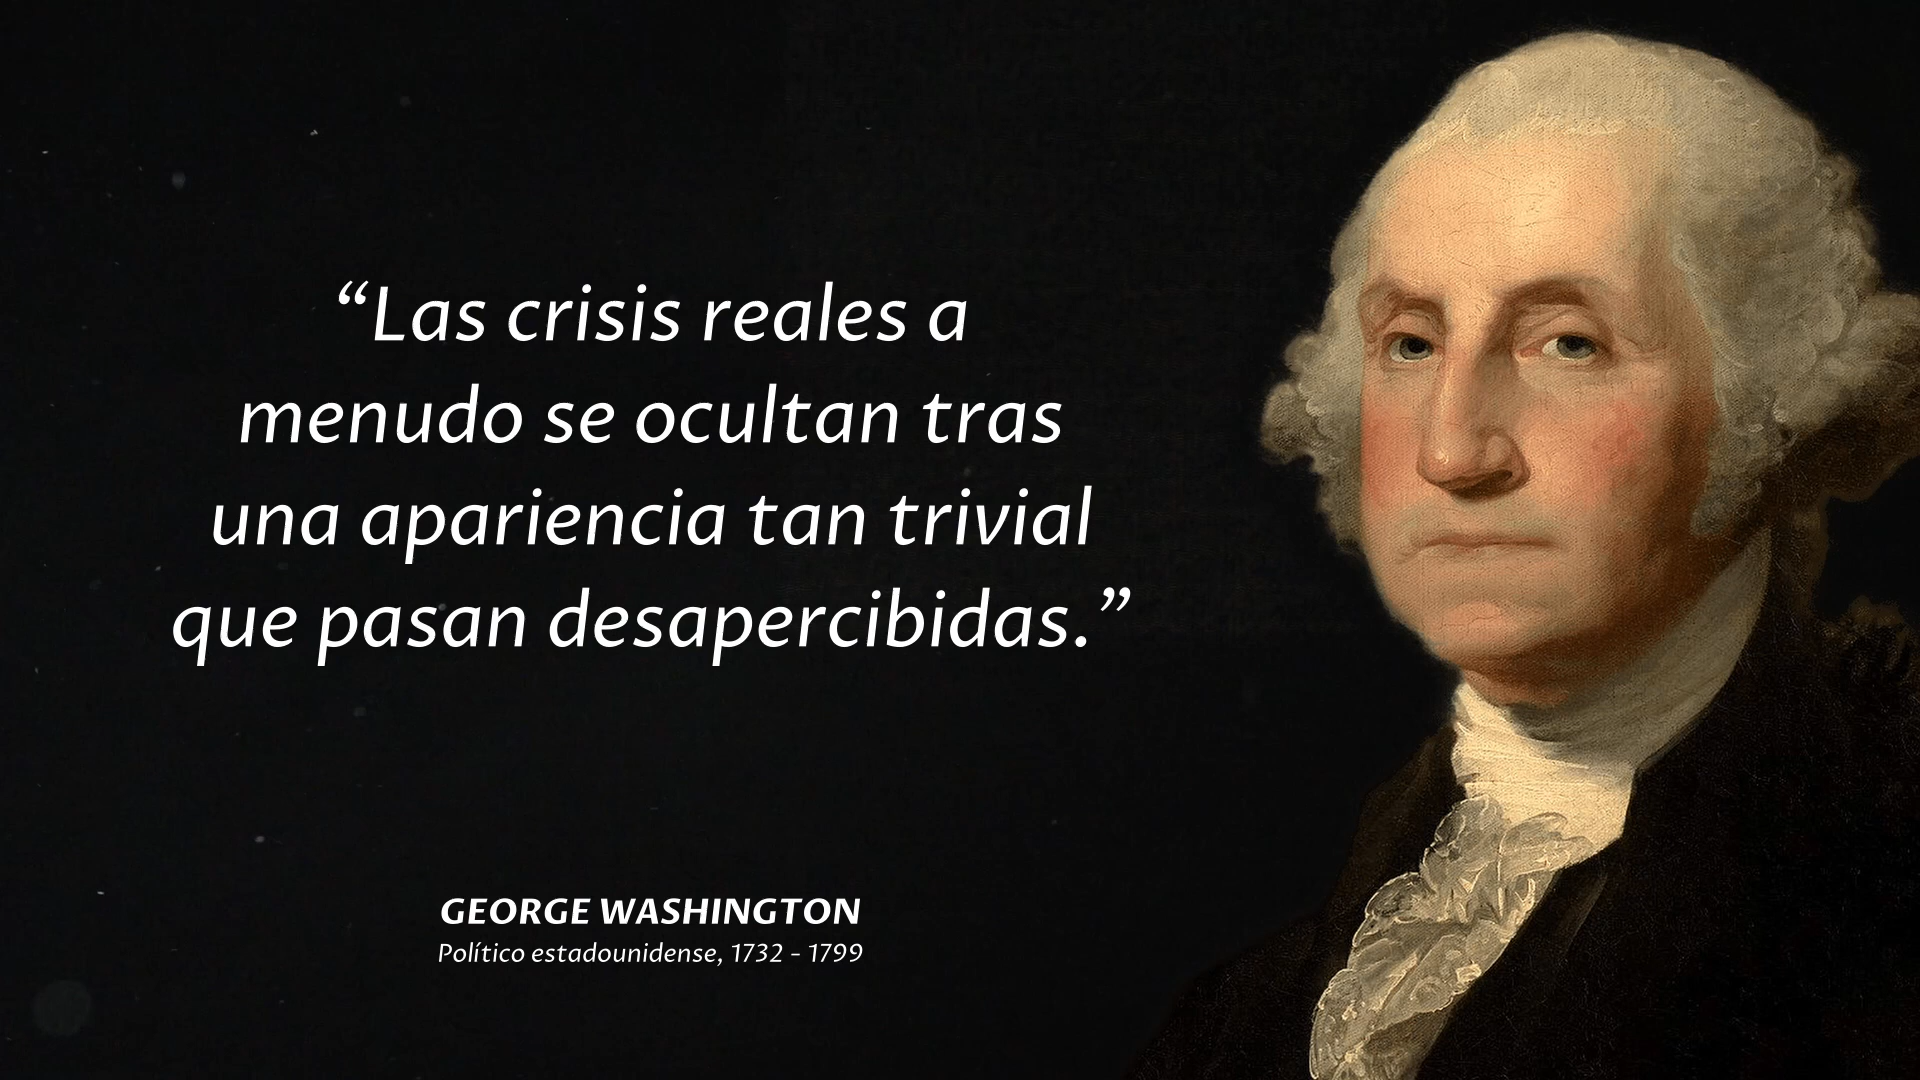 “Las crisis reales a
menudo se ocultan tras
una apariencia tan trivial
que pasan desapercibidas.”
GEORGE WASHINGTON
Político estadounidense, 1732 - 1799